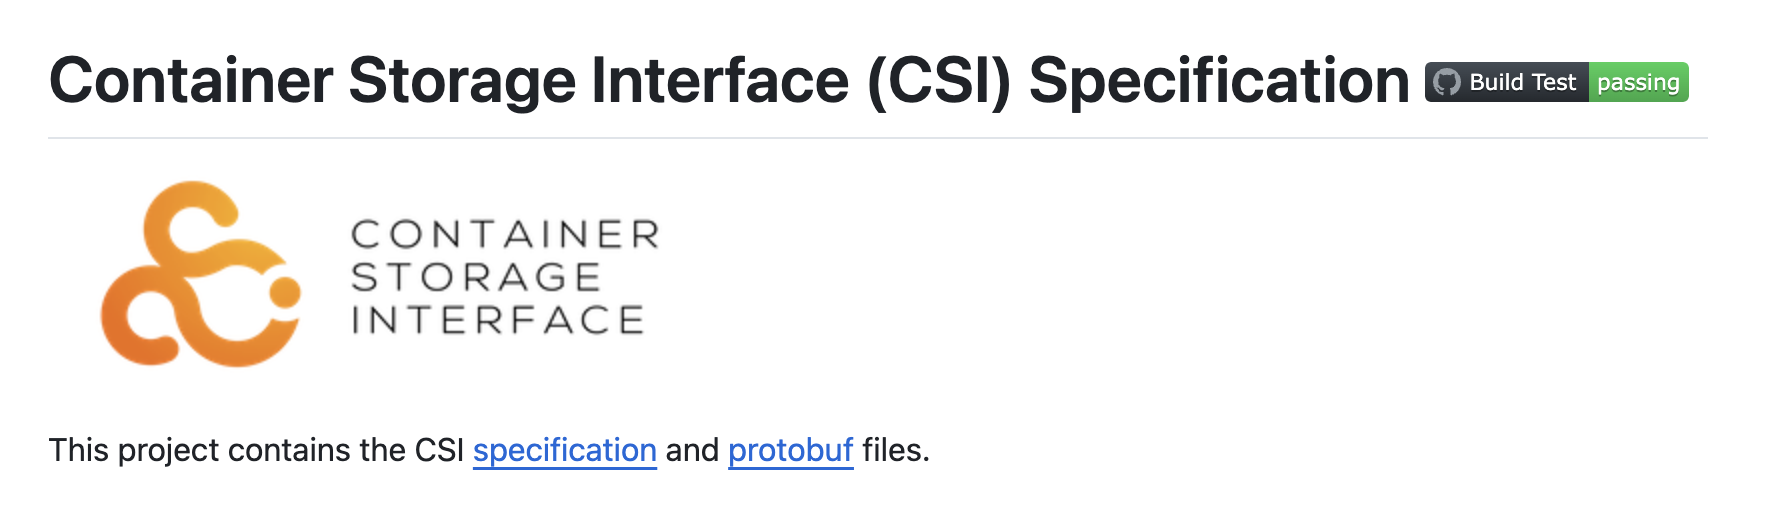 Container Storage Interface (CSI) Specification Build Test passing
CONTAINER
STORAGE
INTERFACE
This project contains the CSI specification and protobuf files.